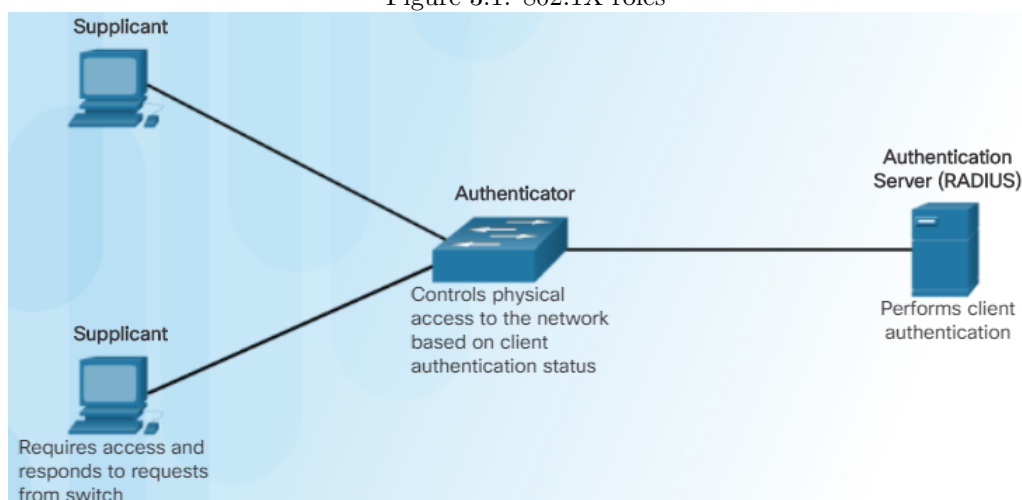 Figure 3.1: 802.1X roles
Supplicant
Authentication
Server (RADIUS)
Authenticator
Controls physical
access to the network
based on client
authentication status
Performs client
authentication
Supplicant
Requires access and
responds to requests
from switch